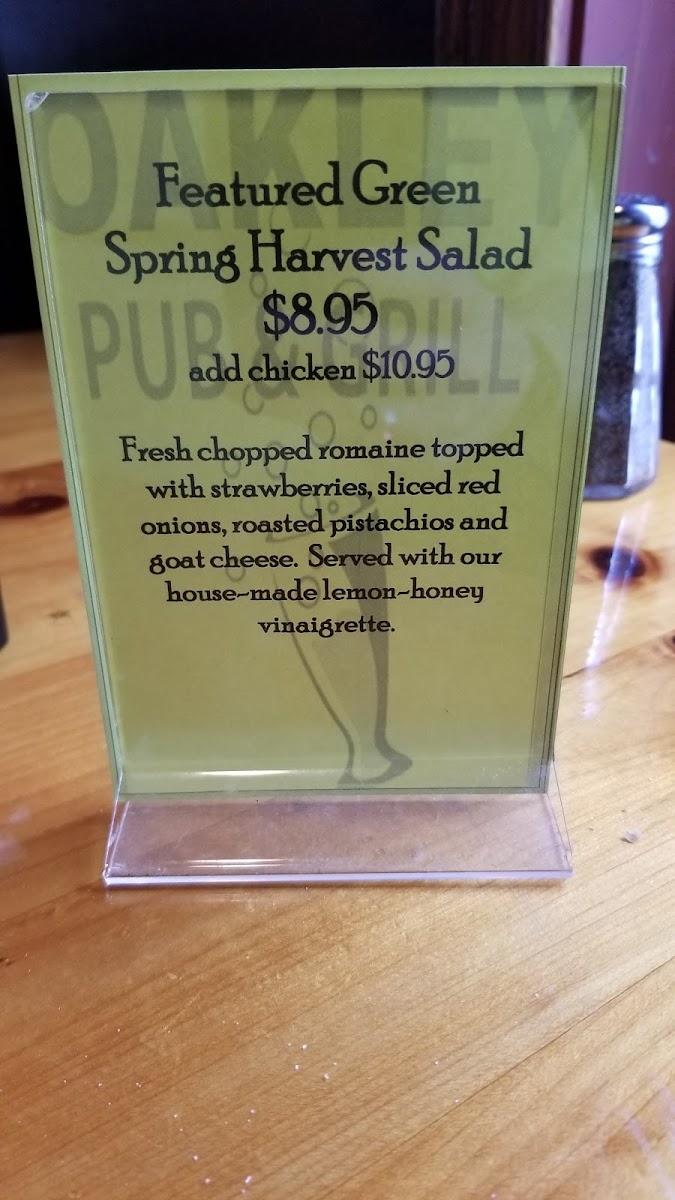 OAKLEY
PUB & GRILL
Featured Green
Spring Harvest Salad
$8.95
add chicken $10.95
Fresh chopped romaine topped
with strawberries, sliced red
onions, roasted pistachios and
goat cheese. Served with our
house-made lemon-honey
vinaigrette.